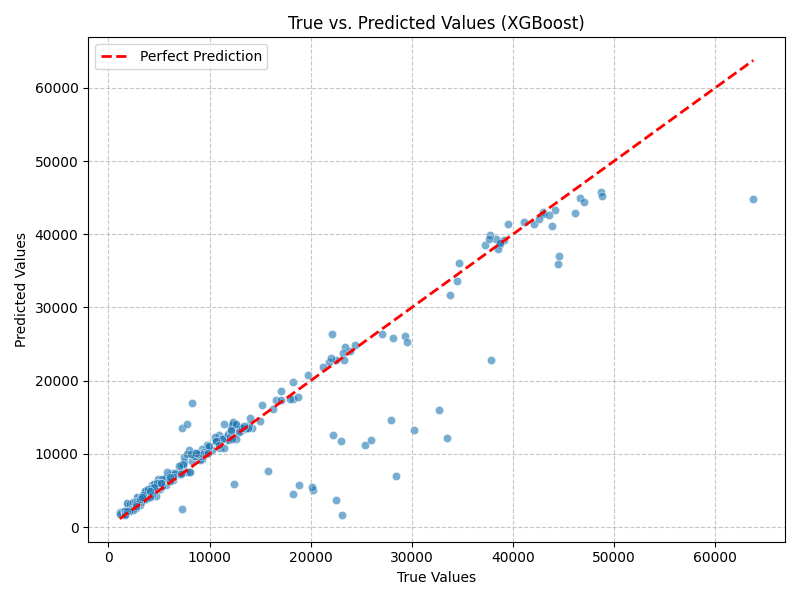 True vs. Predicted Values (XGBoost)
Perfect Prediction
Predicted Values
60000
50000
40000
30000
20000
10000
0
0 10000 20000 30000 40000 50000 60000
True Values